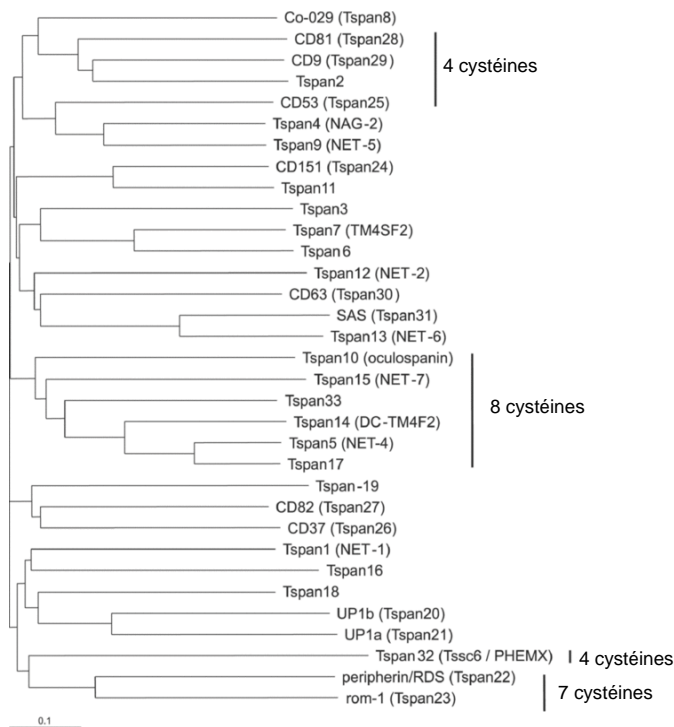 Co-029 (Tspan8)
CD81 (Tspan28)
CD9 (Tspan29)
4 cystéines
Tspan2
CD53 (Tspan25)
Tspan4 (NAG-2)
Tspan9 (NET-5)
CD151 (Tspan24)
Tspan11
Tspan3
Tspan7 (TM4SF2)
Tspan6
Tspan12 (NET-2)
CD63 (Tspan30)
SAS (Tspan31)
Tspan13 (NET-6)
Tspan10 (oculospanin)
Tspan15 (NET-7)
Tspan33
8 cystéines
Tspan14 (DC-TM4F2)
Tspan5 (NET-4)
Tspan17
Tspan-19
CD82 (Tspan27)
CD37 (Tspan26)
Tspan1 (NET-1)
Tspan16
Tspan18
UP1b (Tspan20)
UP1a (Tspan21)
Tspan32 (Tssc6 / PHEMX) 4 cystéines
peripherin/RDS (Tspan22)
7 cystéines
rom-1 (Tspan23)
0.1